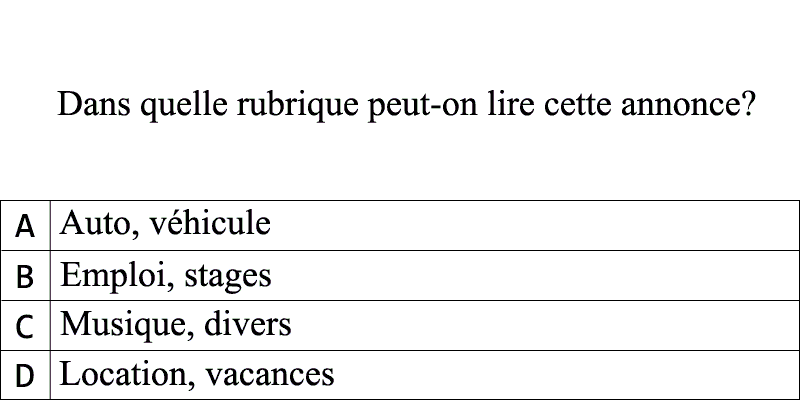 Dans quelle rubrique peut-on lire cette annonce?
A Auto, véhicule
B Emploi, stages
C Musique, divers
D Location, vacances